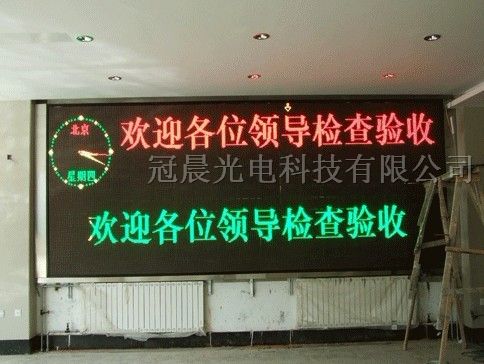 北京
星期四
欢迎各位领导检查验收
冠晨光电科技有限公司
欢迎各位领导检查验收